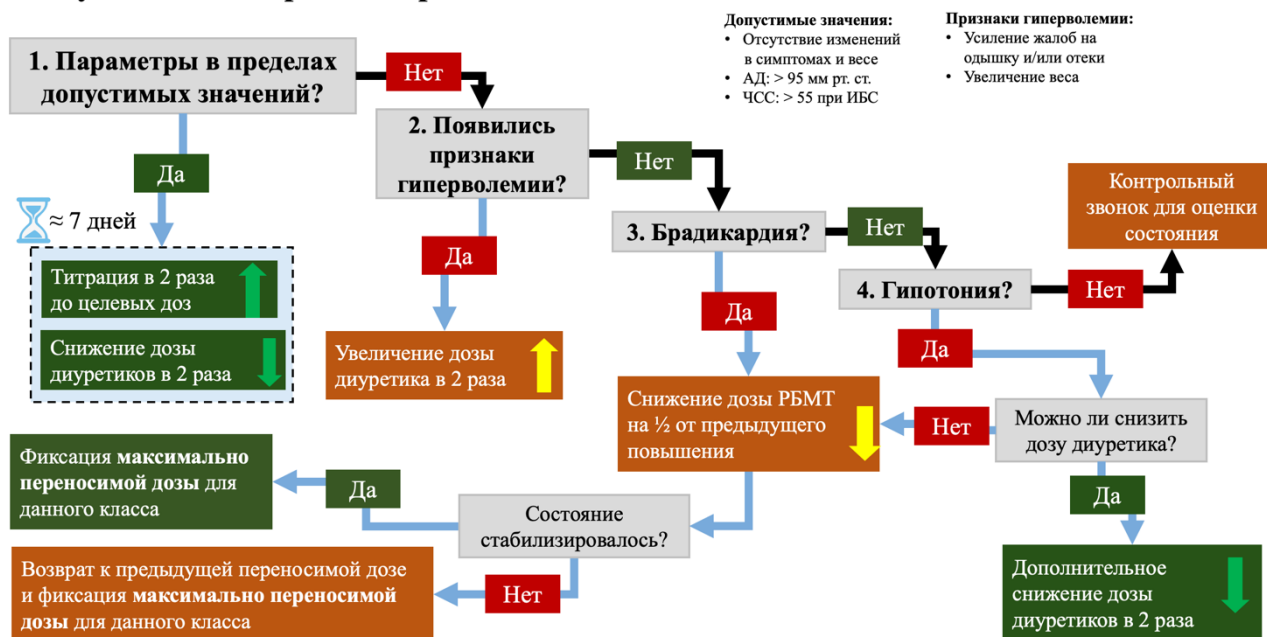 Допустимые значения:
• Отсутствие изменений
в симптомах и весе
• АД: > 95 мм рт. ст.
• ЧСС: > 55 при ИБС
Признаки гиперволемии:
• Усиление жалоб на
одышку и/или отеки
• Увеличение веса
1. Параметры в пределах
допустимых значений?
Нет
Да
≈ 7 дней
Титрация в 2 раза
до целевых доз
Снижение дозы
диуретиков в 2 раза
2. Появились
признаки
гиперволемии?
Нет
Да
Увеличение дозы
диуретика в 2 раза
3. Брадикардия?
Нет
Да
Снижение дозы РБМТ
на ½ от предыдущего
повышения
4. Гипотония?
Нет
Контрольный
звонок для оценки
состояния
Да
Можно ли снизить
дозу диуретика?
Нет
Да
Дополнительное
снижение дозы
диуретиков в 2 раза
Состояние
стабилизировалось?
Да
Фиксация максимально
переносимой дозы для
данного класса
Нет
Возврат к предыдущей переносимой дозе
и фиксация максимально переносимой
дозы для данного класса